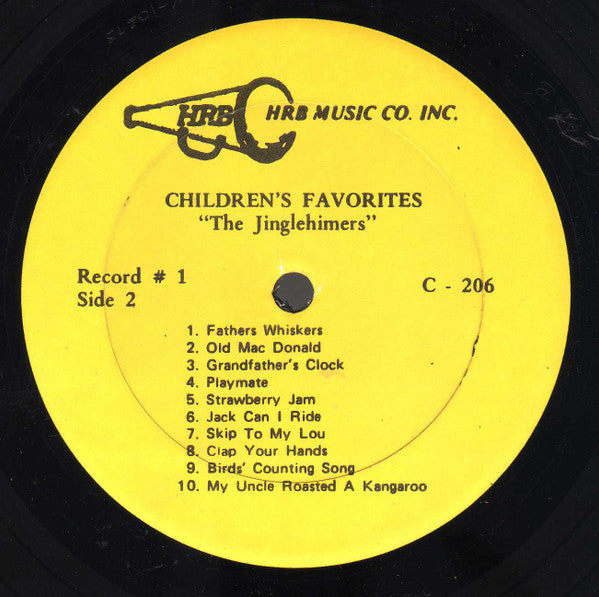 HRB HRB MUSIC CO. INC.
CHILDREN'S FAVORITES
"The Jinglehimers"
Record # 1
Side 2
C - 206
1. Fathers Whiskers
2. Old Mac Donald
3. Grandfather's Clock
4. Playmate
5. Strawberry Jam
6. Jack Can I Ride
7. Skip To My Lou
8. Clap Your Hands
9. Birds' Counting Song
10. My Uncle Roasted A Kangaroo